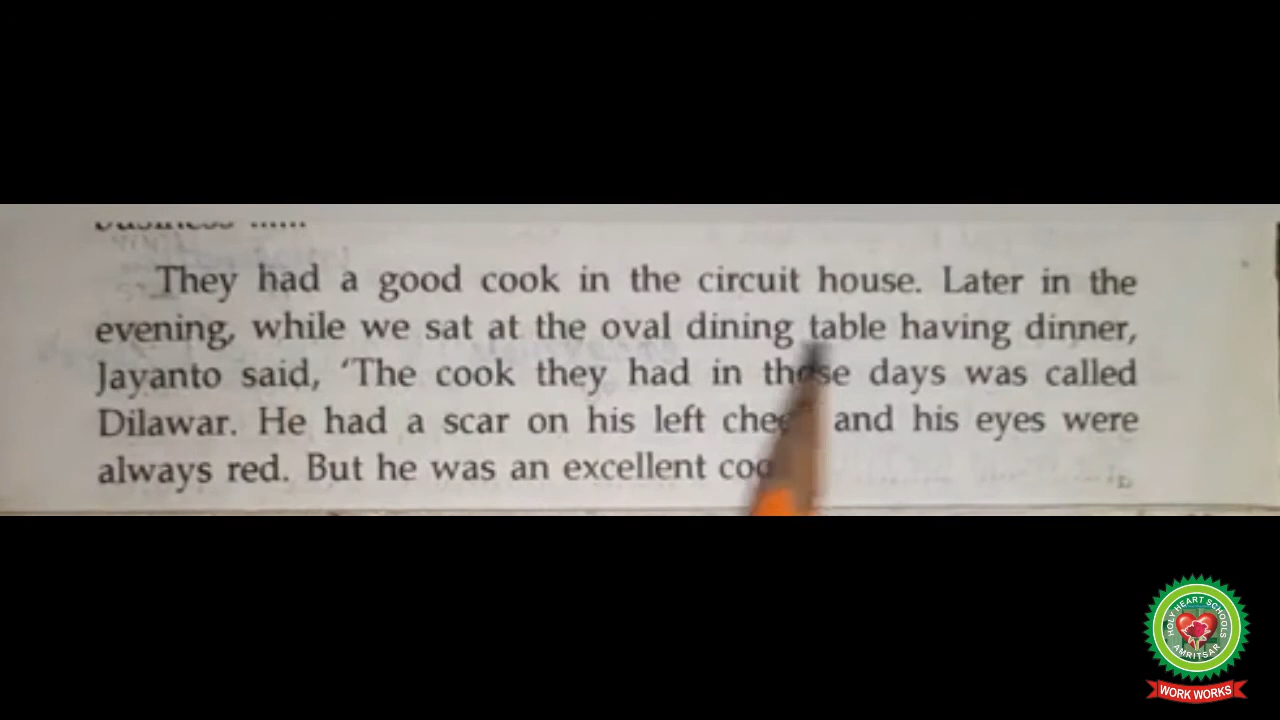 They had a good cook in the circuit house. Later in the
evening, while we sat at the oval dining table having dinner,
Jayanto said, 'The cook they had in those days was called
Dilawar. He had a scar on his left and his eyes were
always red. But he was an excellent
HOLY HEART SCHOOLS
AMRITSAR
WORK WORKS